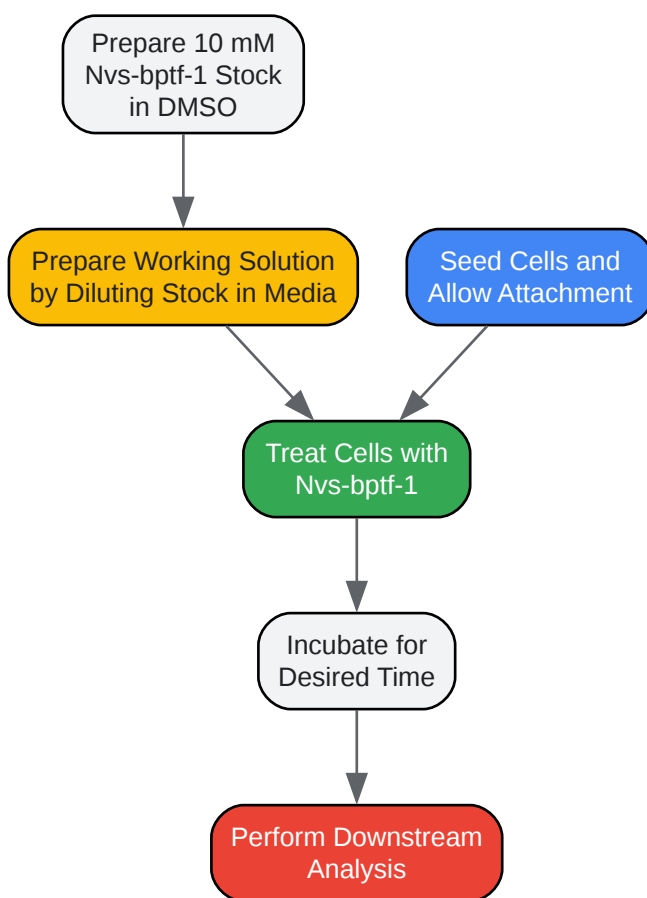 Prepare 10 mM
Nvs-bptf-1 Stock
in DMSO
Prepare Working Solution
by Diluting Stock in Media
Seed Cells and
Allow Attachment
Treat Cells with
Nvs-bptf-1
Incubate for
Desired Time
Perform Downstream
Analysis